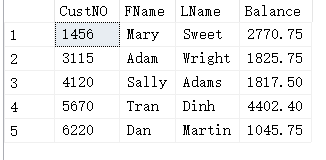 CustNO FName LName Balance
1 1456 Mary Sweet 2770.75
2 3115 Adam Wright 1825.75
3 4120 Sally Adams 1817.50
4 5670 Tran Dinh 4402.40
5 6220 Dan Martin 1045.75